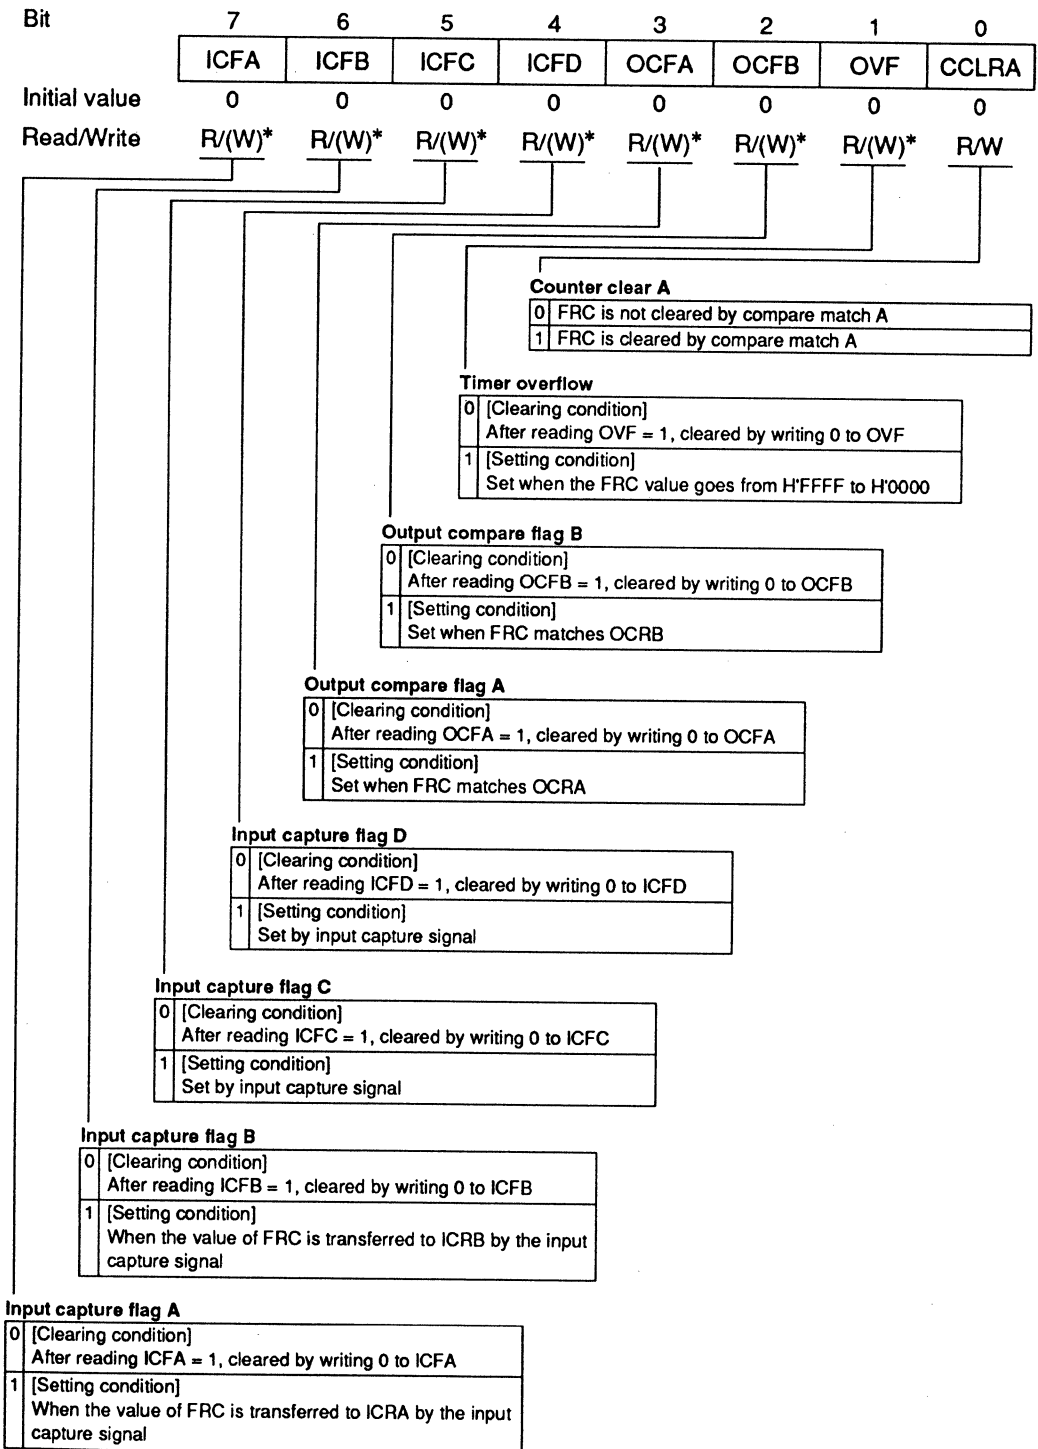 Bit 7 6 5 4 3 2 1 0
ICFA ICFB ICFC ICFD OCFA OCFB OVF CCLRA
Initial value 0 0 0 0 0 0 0 0
Read/Write R/(W)* R/(W)* R/(W)* R/(W)* R/(W)* R/(W)* R/(W)* R/W
Counter clear A
0 FRC is not cleared by compare match A
1 FRC is cleared by compare match A
Timer overflow
0 [Clearing condition]
After reading OVF = 1, cleared by writing 0 to OVF
1 [Setting condition]
Set when the FRC value goes from H'FFFF to H'0000
Output compare flag B
0 [Clearing condition]
After reading OCFB = 1, cleared by writing 0 to OCFB
1 [Setting condition]
Set when FRC matches OCRB
Output compare flag A
0 [Clearing condition]
After reading OCFA = 1, cleared by writing 0 to OCFA
1 [Setting condition]
Set when FRC matches OCRA
Input capture flag D
0 [Clearing condition]
After reading ICFD = 1, cleared by writing 0 to ICFD
1 [Setting condition]
Set by input capture signal
Input capture flag C
0 [Clearing condition]
After reading ICFC = 1, cleared by writing 0 to ICFC
1 [Setting condition]
Set by input capture signal
Input capture flag B
0 [Clearing condition]
After reading ICFB = 1, cleared by writing 0 to ICFB
1 [Setting condition]
When the value of FRC is transferred to ICRB by the input
capture signal
Input capture flag A
0 [Clearing condition]
After reading ICFA = 1, cleared by writing 0 to ICFA
1 [Setting condition]
When the value of FRC is transferred to ICRA by the input
capture signal